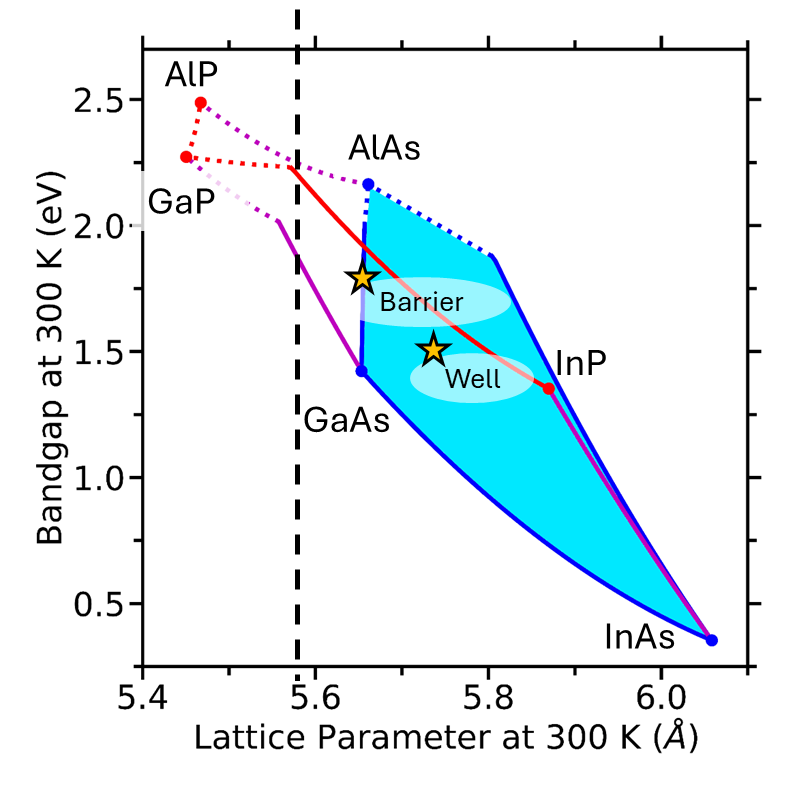 AlP
2.5
AlAs
GaP
2.0
Barrier
1.5
InP
Well
GaAs
1.0
0.5
InAs
5.4
5.6
5.8
6.0
Bandgap at 300 K (eV)
Lattice Parameter at 300 K (Å)